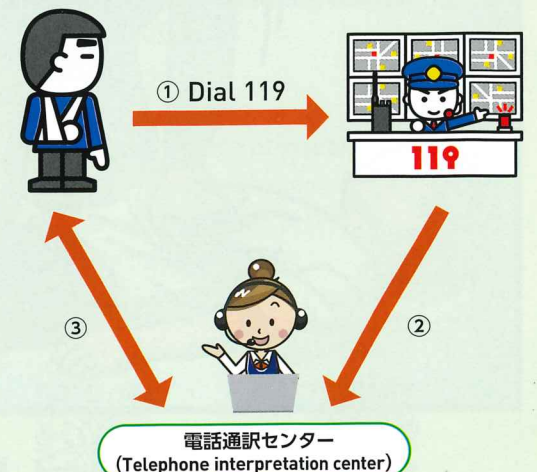 ① Dial 119
119
③
②
電話通訳センター
(Telephone interpretation center)